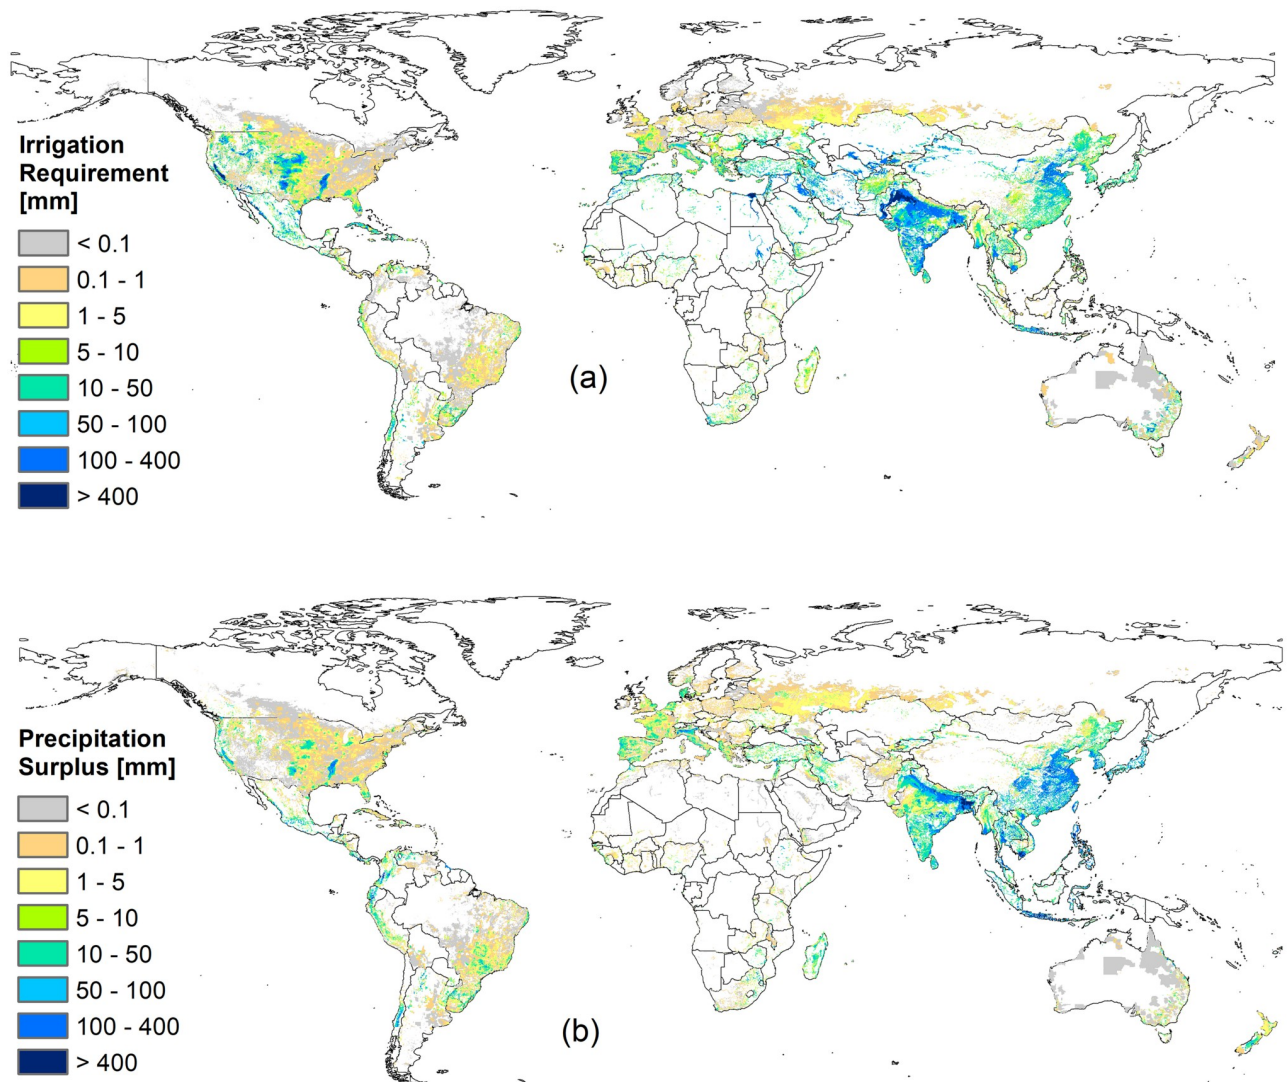 Irrigation
Requirement
[mm]
< 0.1
0.1 - 1
1 - 5
5 - 10
10 - 50
50 - 100
100 - 400
> 400
(a)
Precipitation
Surplus [mm]
< 0.1
0.1 - 1
1 - 5
5 - 10
10 - 50
50 - 100
100 - 400
> 400
(b)